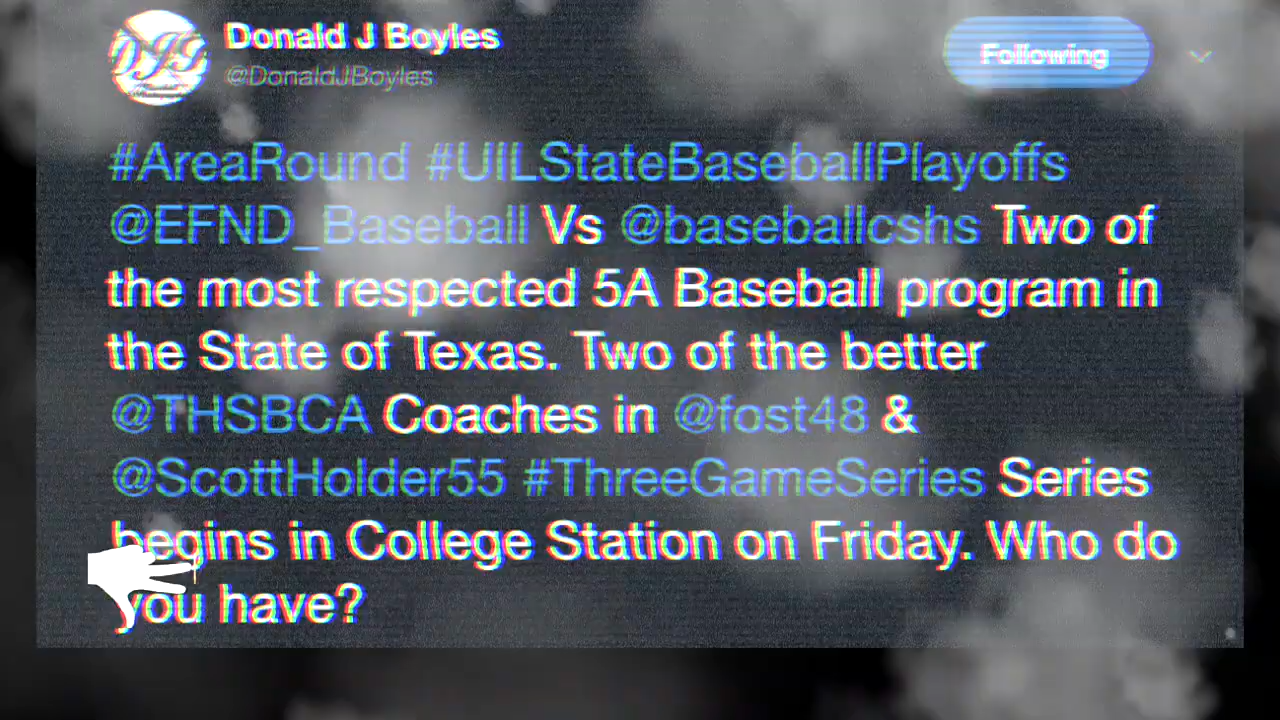 Donald J Boyles
@DonaldJBoyles
Following
#AreaRound #UILStateBaseballPlayoffs
@EFND_Baseball Vs @baseballcshs Two of
the most respected 5A Baseball program in
the State of Texas. Two of the better
@THSBCA Coaches in @fost48 &
@ScottHolder55 #ThreeGameSeries Series
begins in College Station on Friday. Who do
you have?